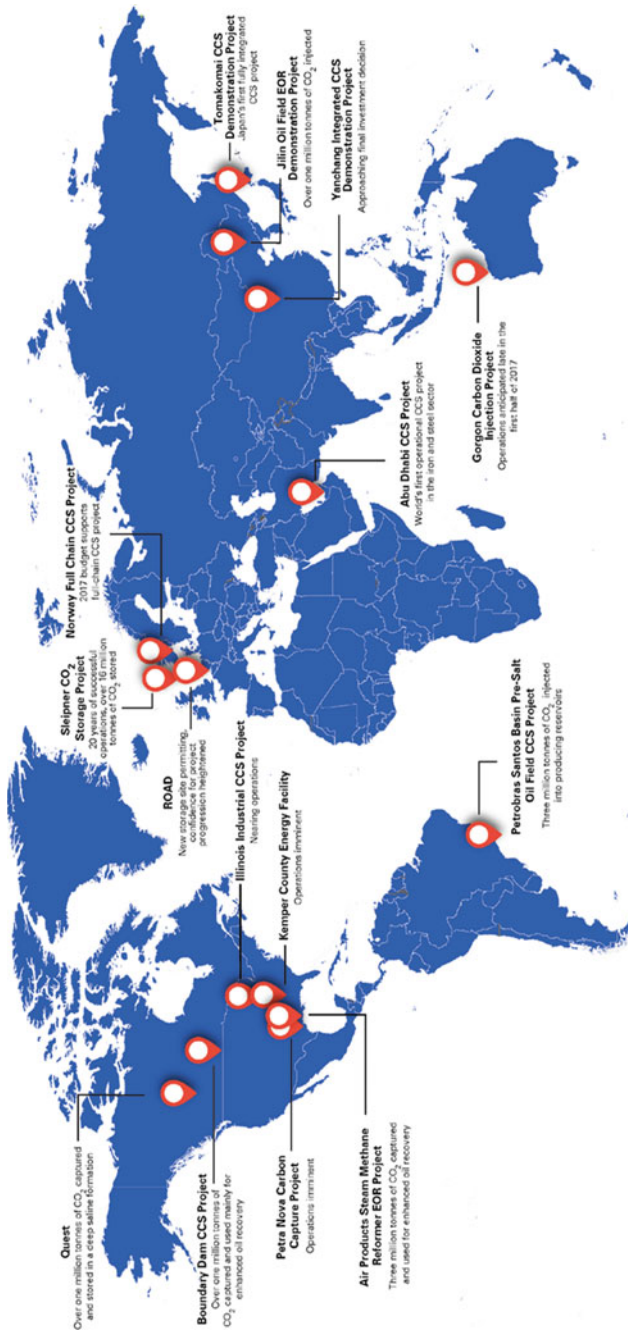 Quest
Over one million tonnes of CO2 captured
and stored in a deep saline formation
Boundary Dam CCS Project
Over one million tonnes of
CO2 captured and used mainly for
enhanced oil recovery
Petra Nova Carbon
Capture Project
Operations imminent
Air Products Steam Methane
Reformer EOR Project
Three million tonnes of CO2 captured
and used for enhanced oil recovery
Illinois Industrial CCS Project
Nearing operations
Kemper County Energy Facility
Operations imminent
Petrobras Santos Basin Pre-Salt
Oil Field CCS Project
Three million tonnes of CO2 injected
into producing reservoirs
Sleipner CO2
Storage Project
20 years of successful
operations, over 16 million
tonnes of CO2 stored
ROAD
New storage site permitting,
confidence for project
progression heightened
Norway Full Chain CCS Project
2017 budget supports
full-chain CCS project
Abu Dhabi CCS Project
World's first operational CCS project
in the iron and steel sector
Tomakomai CCS
Demonstration Project
Japan's first fully integrated
CCS project
Jilin Oil Field EOR
Demonstration Project
Over one million tonnes of CO2 injected
Yanchang Integrated CCS
Demonstration Project
Approaching final investment decision
Gorgon Carbon Dioxide
Injection Project
Operations anticipated late in the
first half of 2017